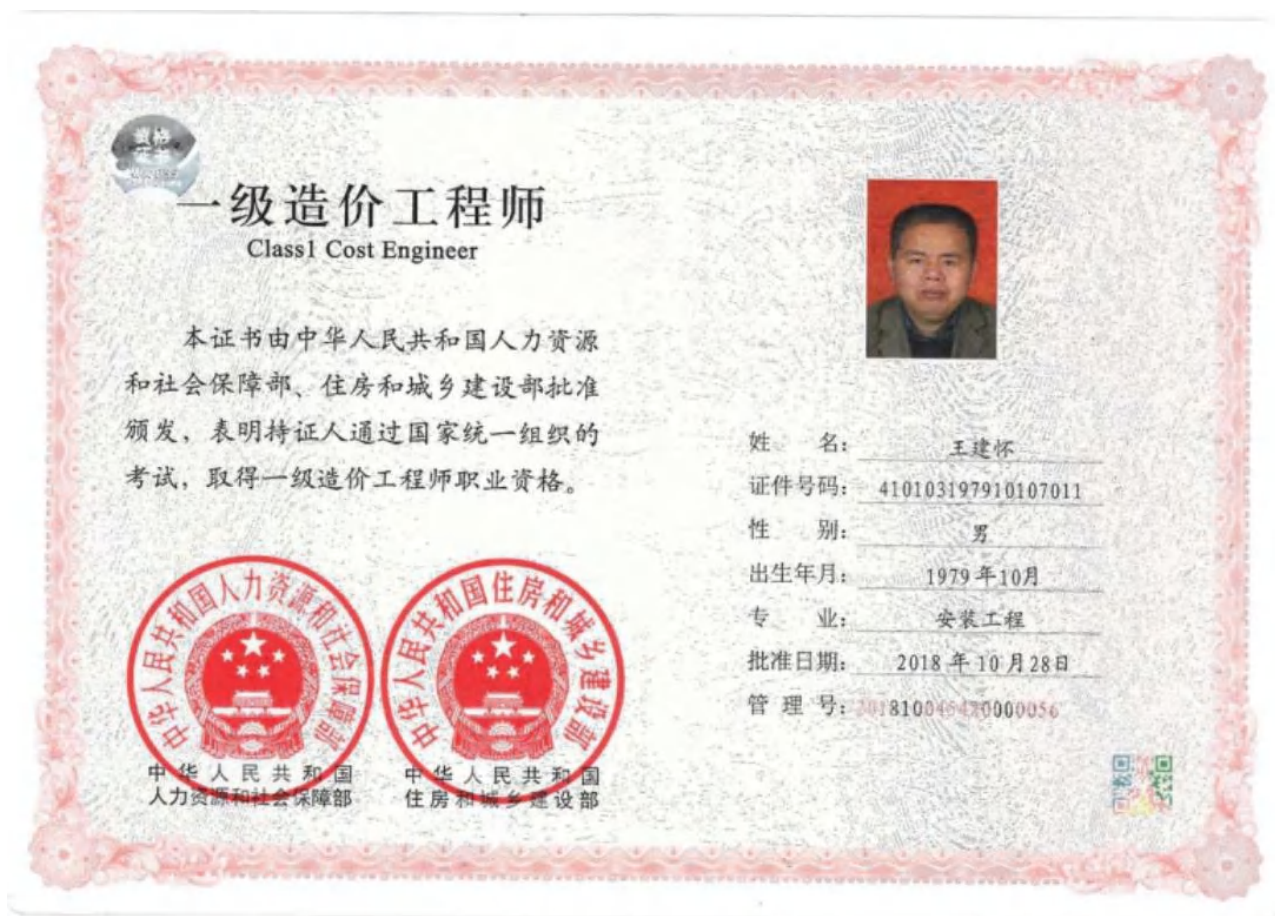 一级造价工程师
Class1 Cost Engineer
本证书由中华人民共和国人力资源
和社会保障部、住房和城乡建设部批准
颁发，表明持证人通过国家统一组织的
考试，取得一级造价工程师职业资格。
中华人民共和国人力资源和社会保障部
中华人民共和国
人力资源和社会保障部
中华人民共和国住房和城乡建设部
中华人民共和国
住房和城乡建设部
姓名：王建怀
证件号码：410103197910107011
性别：男
出生年月：1979年10月
专业：安装工程
批准日期：2018年10月28日
管理号：